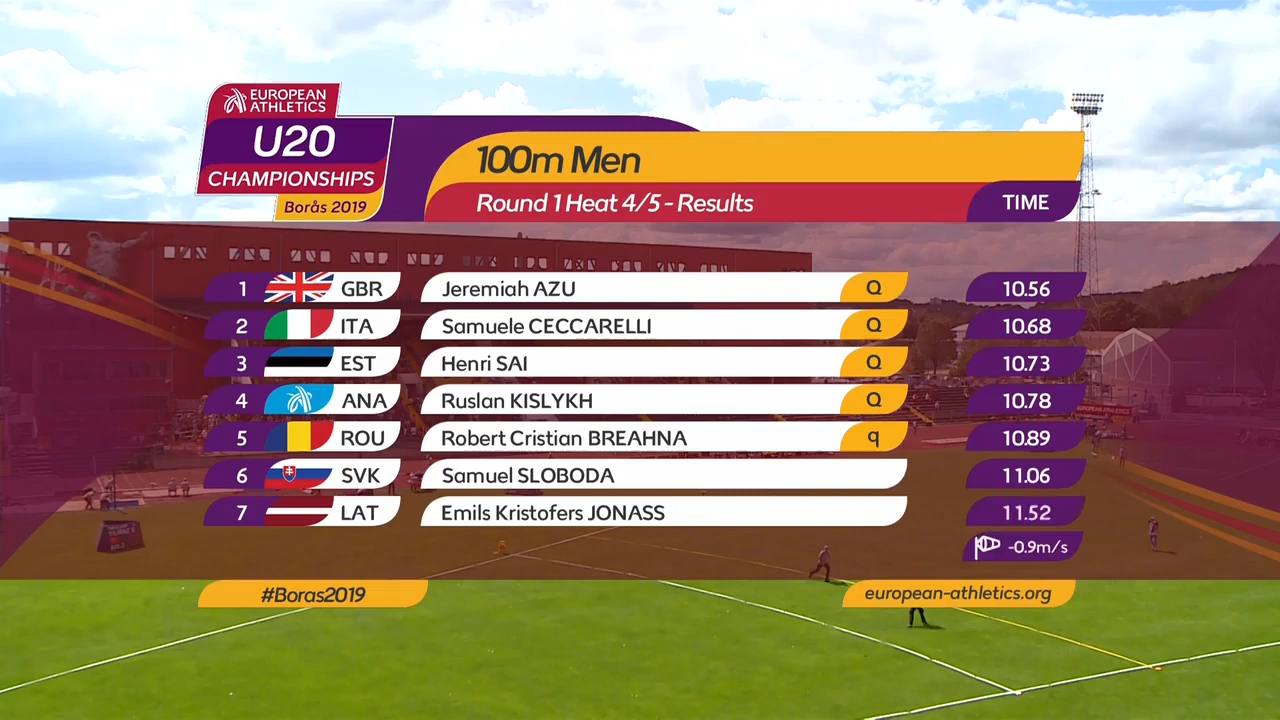 EUROPEAN
ATHLETICS
U20
CHAMPIONSHIPS
Borås 2019
100m Men
Round 1 Heat 4/5 - Results
TIME
1 GBR Jeremiah AZU Q 10.56
2 ITA Samuele CECCARELLI Q 10.68
3 EST Henri SAI Q 10.73
4 ANA Ruslan KISLYKH Q 10.78
5 ROU Robert Cristian BREAHNA q 10.89
6 SVK Samuel SLOBODA 11.06
7 LAT Emils Kristofers JONASS 11.52
-0.9m/s
#Boras2019
european-athletics.org